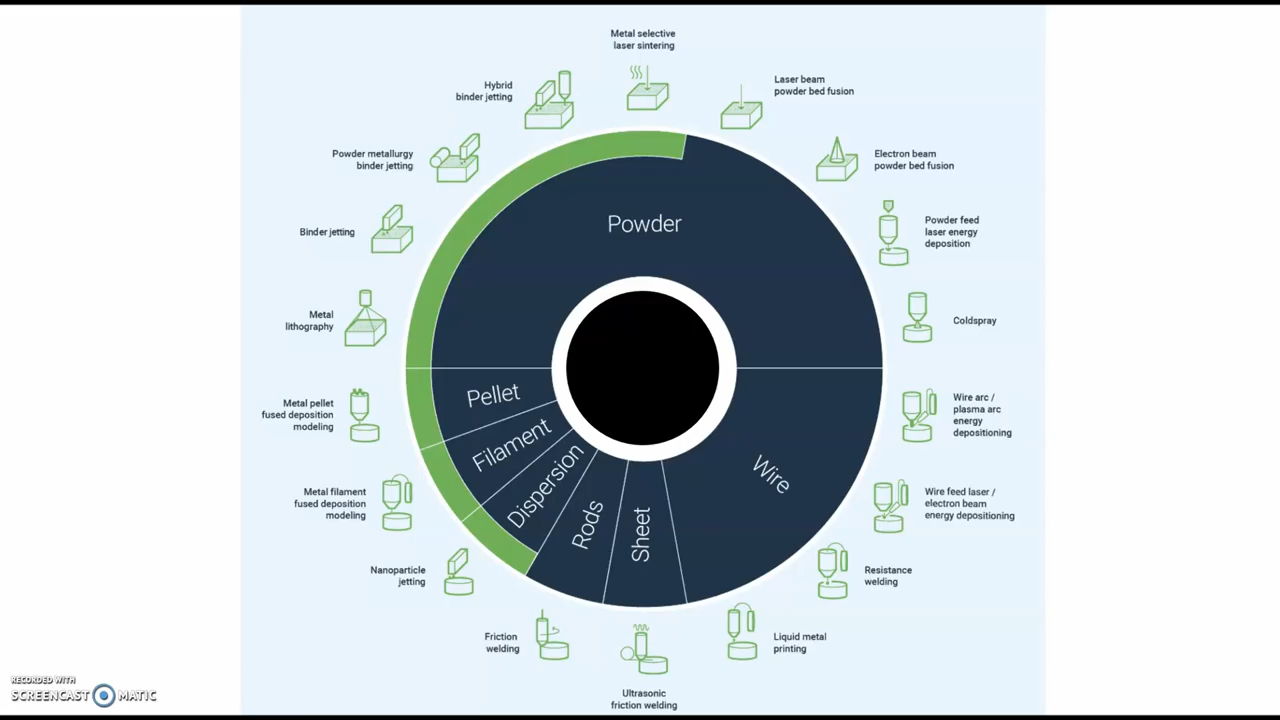 Metal selective
laser sintering
Laser beam
powder bed fusion
Electron beam
powder bed fusion
Powder feed
laser energy
deposition
Coldspray
Wire arc /
plasma arc
energy
depositioning
Wire feed laser /
electron beam
energy depositioning
Resistance
welding
Liquid metal
printing
Ultrasonic
friction welding
Friction
welding
Nanoparticle
jetting
Metal filament
fused deposition
modeling
Metal pellet
fused deposition
modeling
Metal
lithography
Binder jetting
Powder metallurgy
binder jetting
Hybrid
binder jetting
Powder
Wire
Sheet
Rods
Dispersion
Filament
Pellet
RECORDED WITH
SCREENCAST MATIC